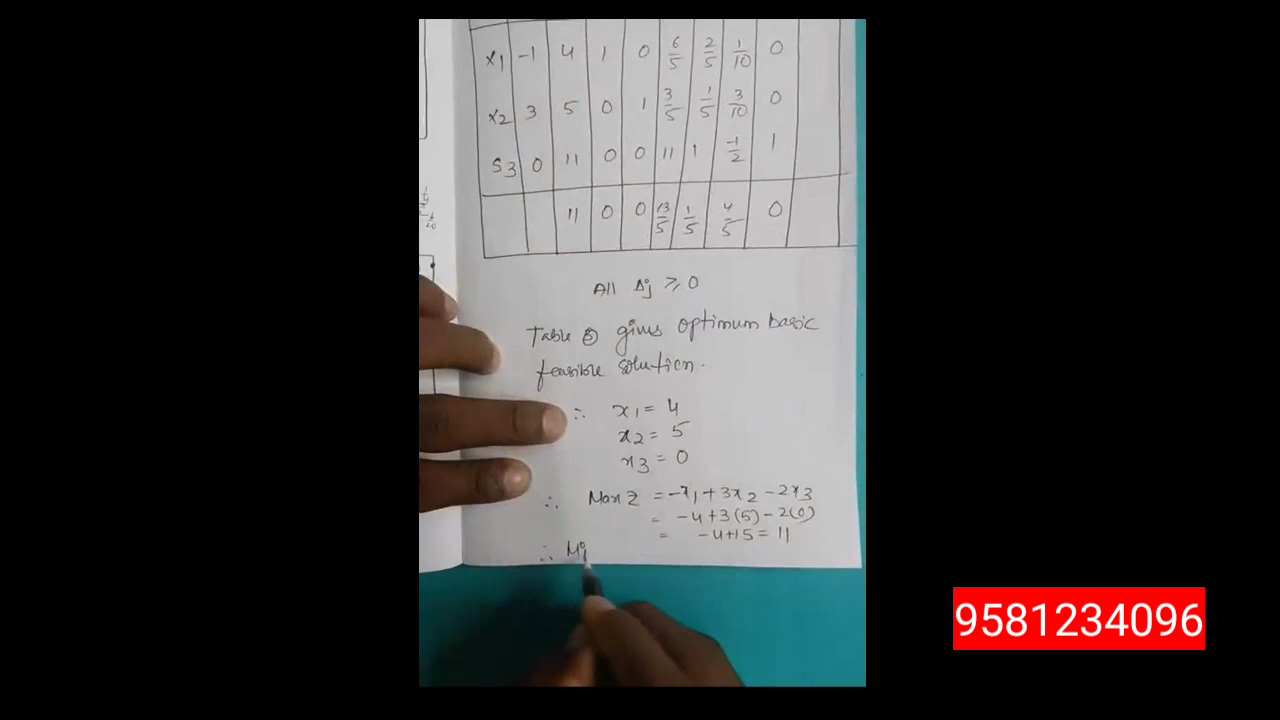 x1 -1 4 1 0 6/5 2/5 1/10 0
x2 3 5 0 1 3/5 1/5 3/10 0
S3 0 11 0 0 11 1 -1/2 1
11 0 0 13/5 1/5 4/5 0
All Δj ≥ 0
Table 3 gives optimum basic
feasible solution.
∴ x1 = 4
x2 = 5
x3 = 0
∴ Max Z = -x1 + 3x2 - 2x3
= -4+3(5)-2(0)
= -4+15 = 11
∴ Mi
9581234096